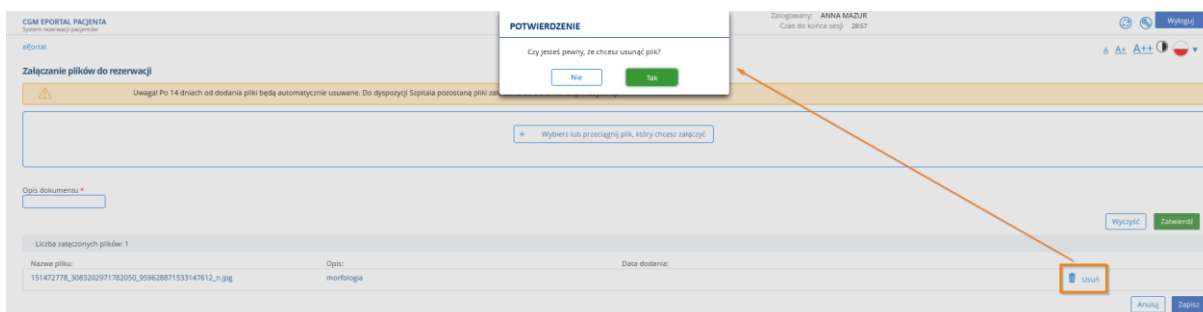 CGM EPORTAL PACJENTA
System rezerwacji pacjentów
Zalogowany: ANNA MAZUR
Czas do końca sesji 28:57
Wyloguj
ePortal
A A+ A++
POTWIERDZENIE
Czy jesteś pewny, że chcesz usunąć plik?
Nie
Tak
Załączanie plików do rezerwacji
Uwaga! Po 14 dniach od dodania pliki będą automatycznie usuwane. Do dyspozycji Szpitala pozostaną pliki
+ Wybierz lub przeciągnij plik, który chcesz załączyć
Opis dokumentu *
Wyczyść
Zatwierdź
Liczba załączonych plików: 1
Nazwa pliku: Opis: Data dodania:
151472778_3083202971782050_959628871533147612_n.jpg morfologia Usuń
Anuluj
Zapisz